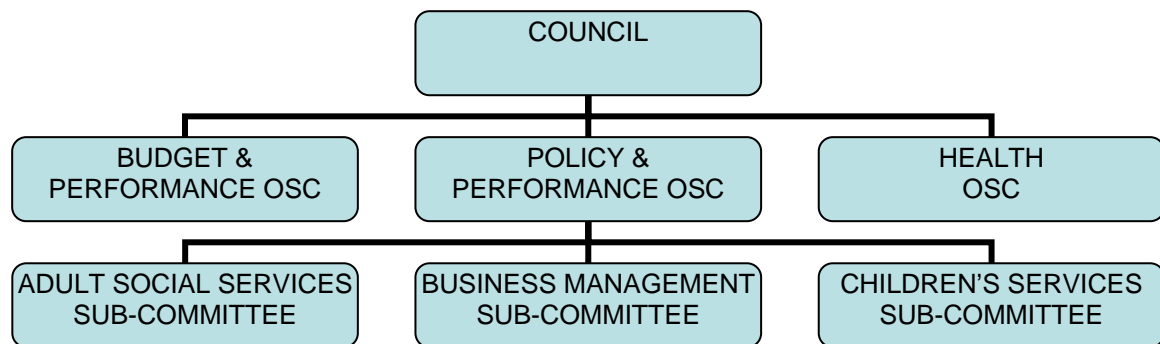 COUNCIL
BUDGET &
PERFORMANCE OSC
POLICY &
PERFORMANCE OSC
HEALTH
OSC
ADULT SOCIAL SERVICES
SUB-COMMITTEE
BUSINESS MANAGEMENT
SUB-COMMITTEE
CHILDREN’S SERVICES
SUB-COMMITTEE